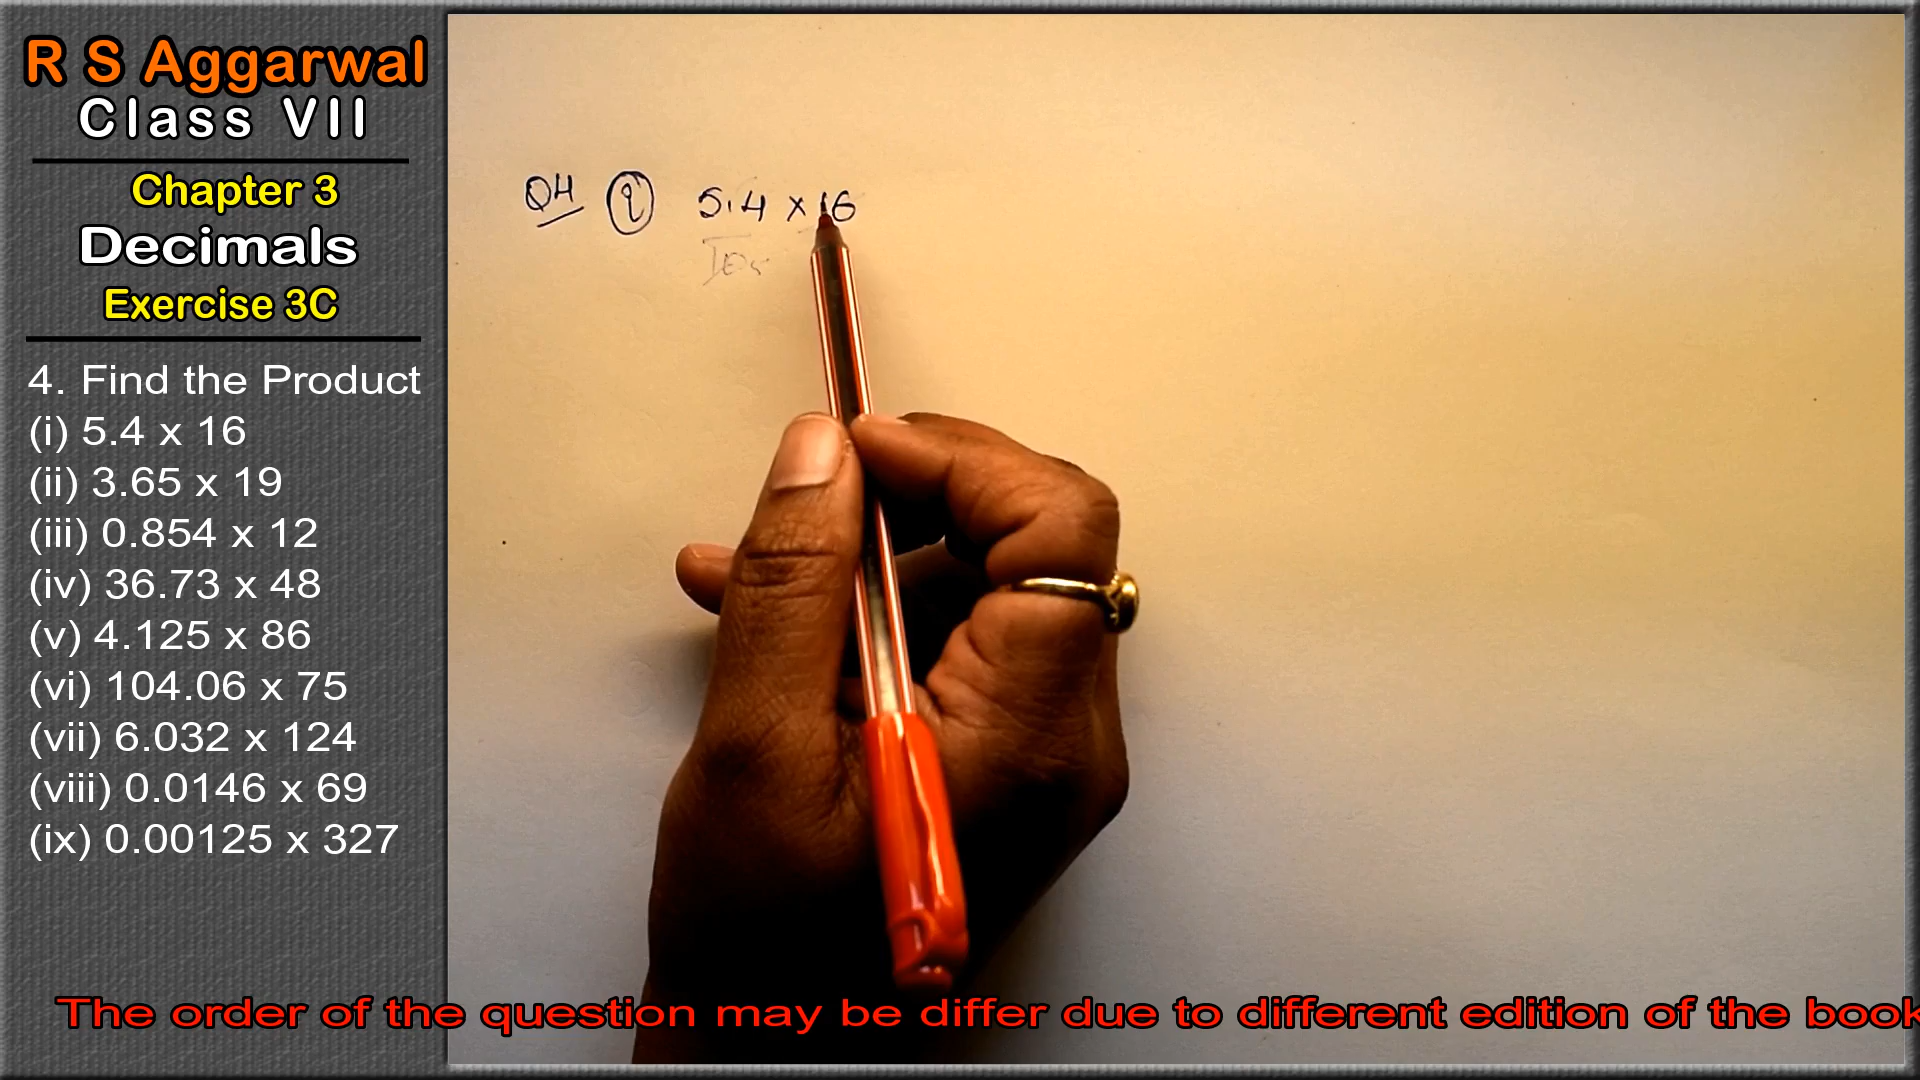 R S Aggarwal
Class VII
Chapter 3
Decimals
Exercise 3C
4. Find the Product
(i) 5.4 x 16
(ii) 3.65 x 19
(iii) 0.854 x 12
(iv) 36.73 x 48
(v) 4.125 x 86
(vi) 104.06 x 75
(vii) 6.032 x 124
(viii) 0.0146 x 69
(ix) 0.00125 x 327
Q4 (i) 5.4 x 16
The order of the question may be differ due to different edition of the book